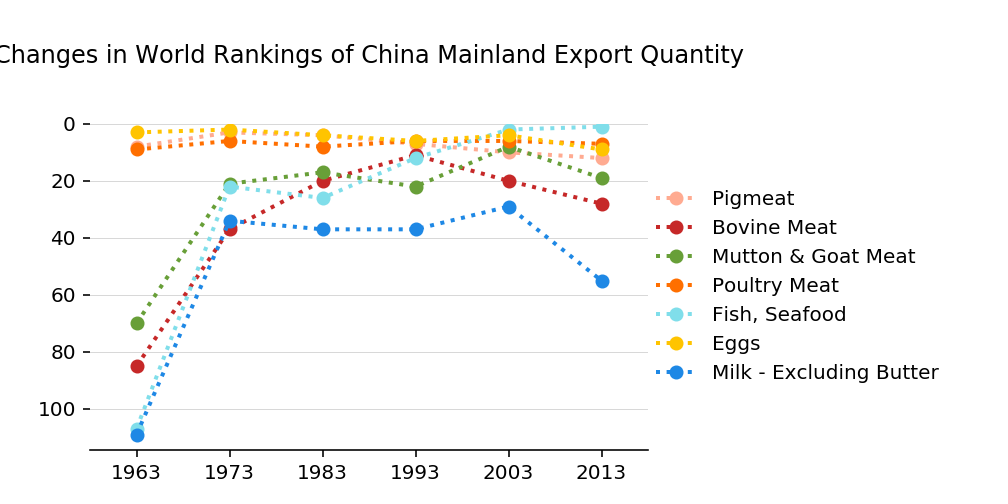 Changes in World Rankings of China Mainland Export Quantity
0
20
40
60
80
100
1963 1973 1983 1993 2003 2013
Pigmeat
Bovine Meat
Mutton & Goat Meat
Poultry Meat
Fish, Seafood
Eggs
Milk - Excluding Butter